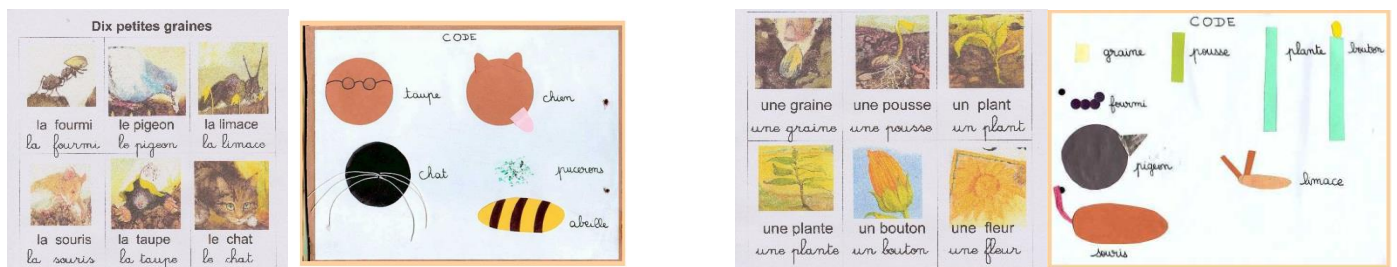 Dix petites graines
la fourmi
le pigeon
la limace
la fourmi
le pigeon
la limace
la souris
la taupe
le chat
la souris
la taupe
le chat
CODE
taupe
chien
chat
pucerons
abeille
une graine
une pousse
un plant
une graine
une pousse
un plant
une plante
un bouton
une fleur
une plante
un bouton
une fleur
CODE
graine
pousse
plante
bouton
fourmi
pigeon
limace
souris